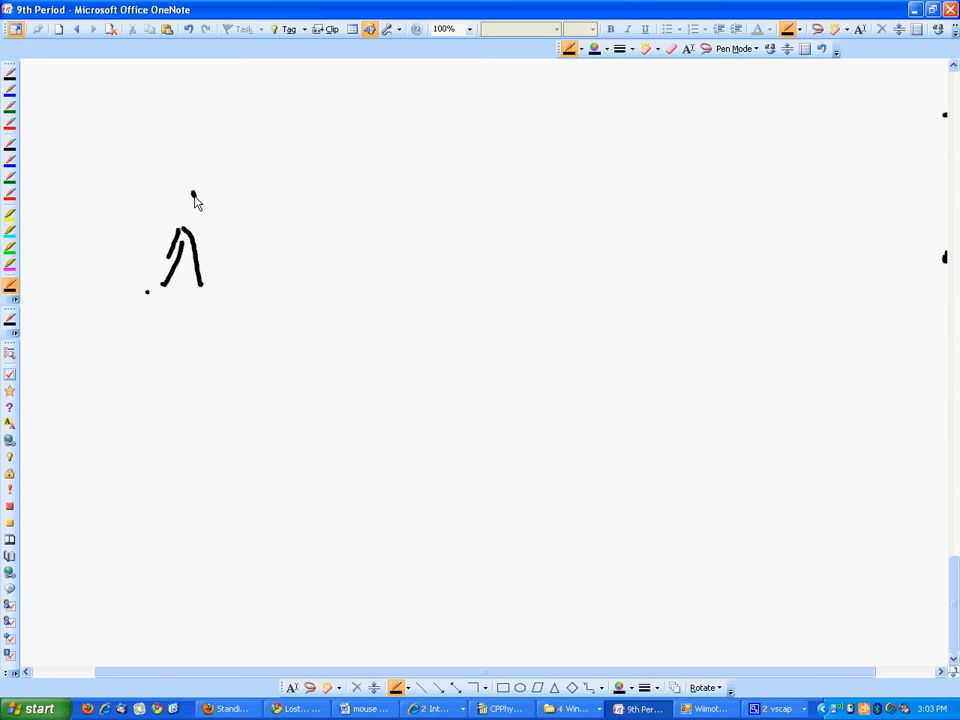 9th Period - Microsoft Office OneNote
Task Tag Clip 100% B I U A
Pen Mode
Rotate
start Standi... Lost... mouse ... 2 Int... CPPhy... 4 Win... 9th Per... Wiimot... 2 vscap 3:03 PM